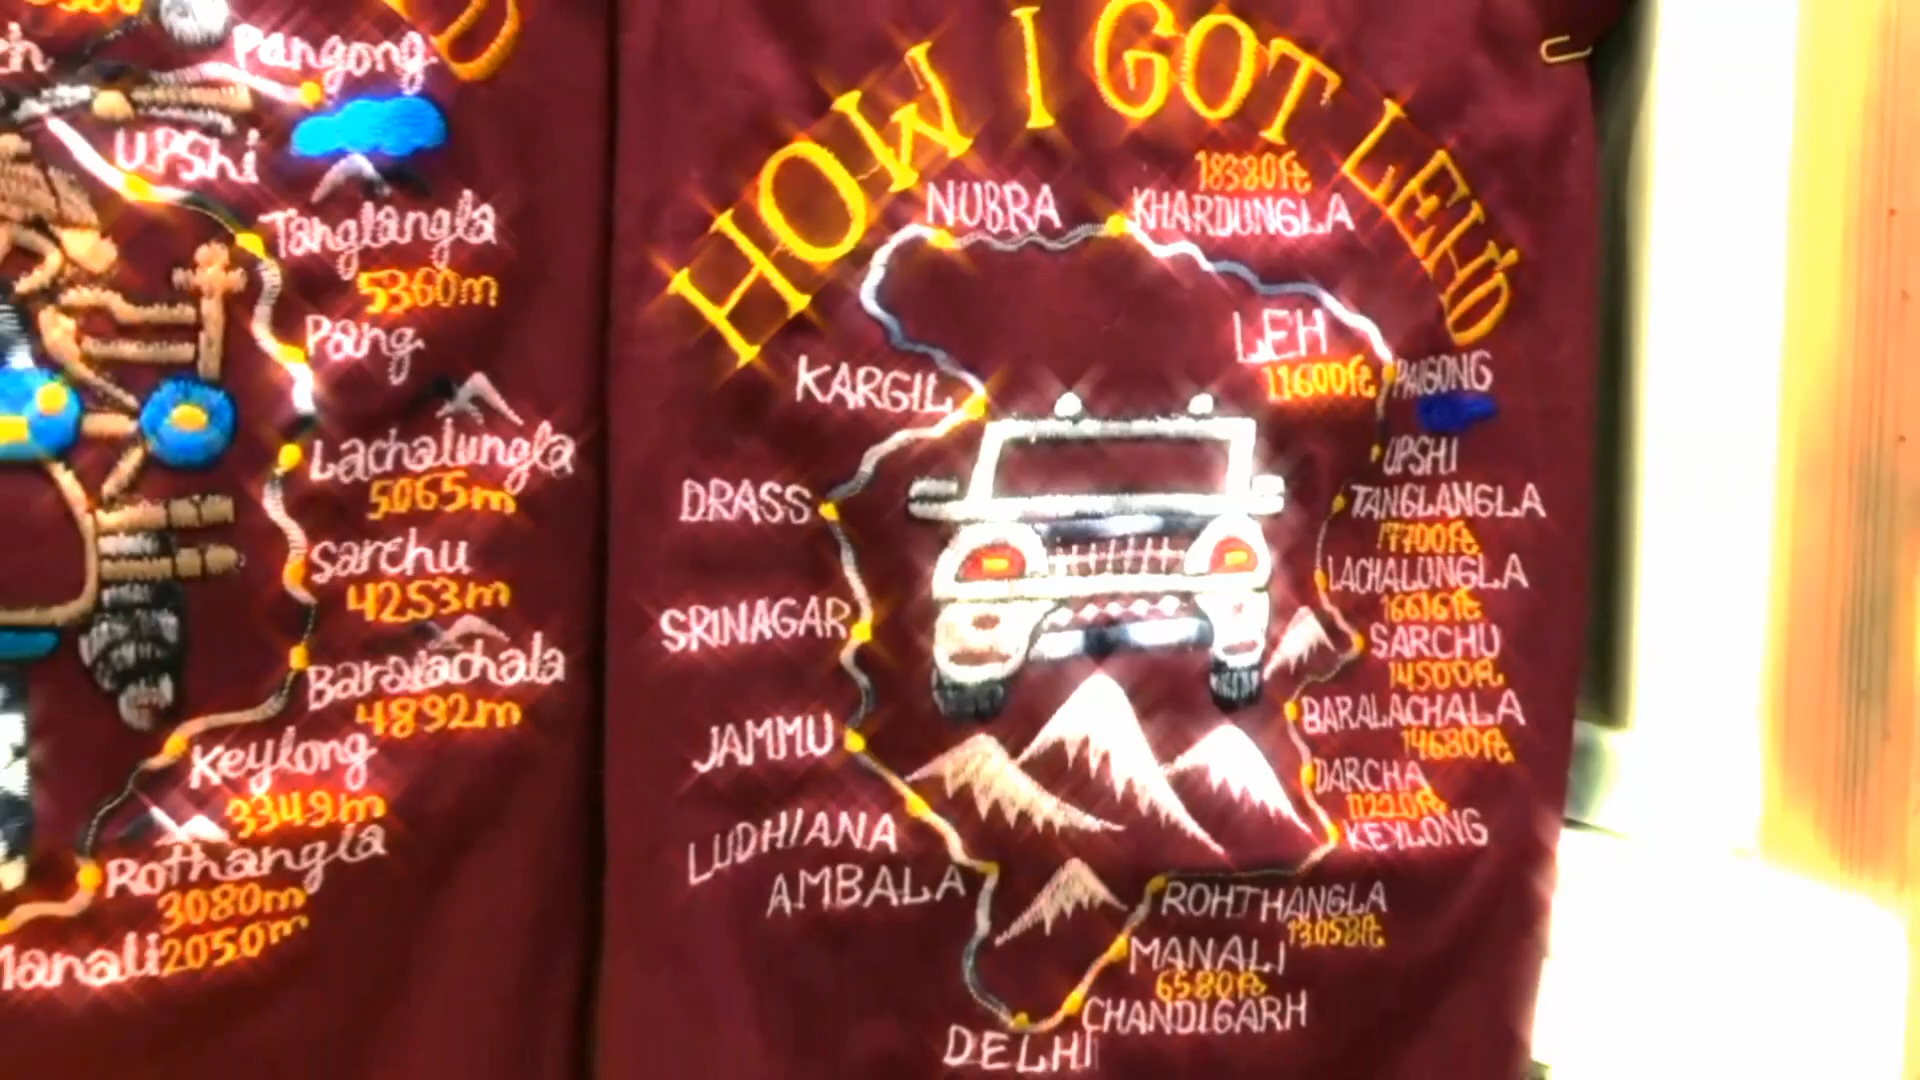 Pangong
UPShi
Tanglangla
5360m
Pang
Lachalungla
5065m
Sarchu
4253m
Baralachala
4892m
Keylong
3349m
Rothangla
3080m
Manali 2050m
HOW I GOT LEH'D
18380ft
NUBRA
KHARDUNGLA
LEH
11600ft
PANGONG
KARGIL
UPSHI
DRASS
TANGLANGLA
17700ft
LACHALUNGLA
16616ft
SRINAGAR
SARCHU
14500ft
BARALACHALA
14680ft
JAMMU
DARCHA
11220ft
KEYLONG
LUDHIANA
AMBALA
ROHTHANGLA
13058ft
MANALI
6580ft
CHANDIGARH
DELHI